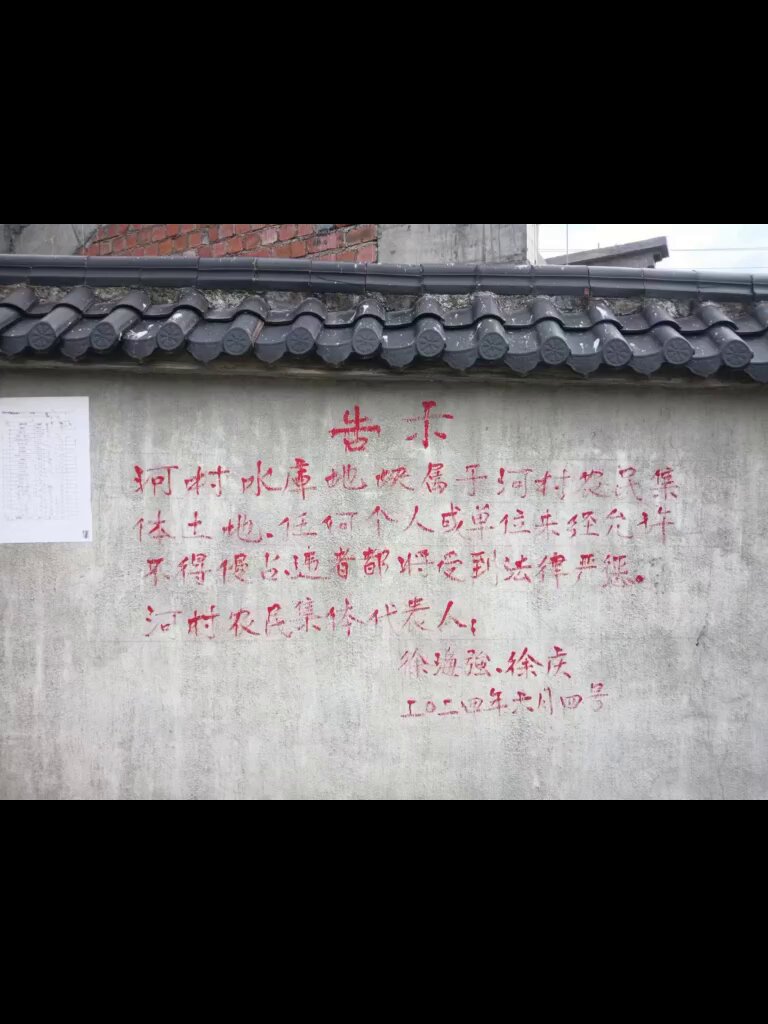 告示
河村水库地块属于河村农民集
体土地、任何个人或单位未经允许
不得侵占、违者都将受到法律严惩。
河村农民集体代表人：
徐海強、徐庆
二〇二四年六月四号